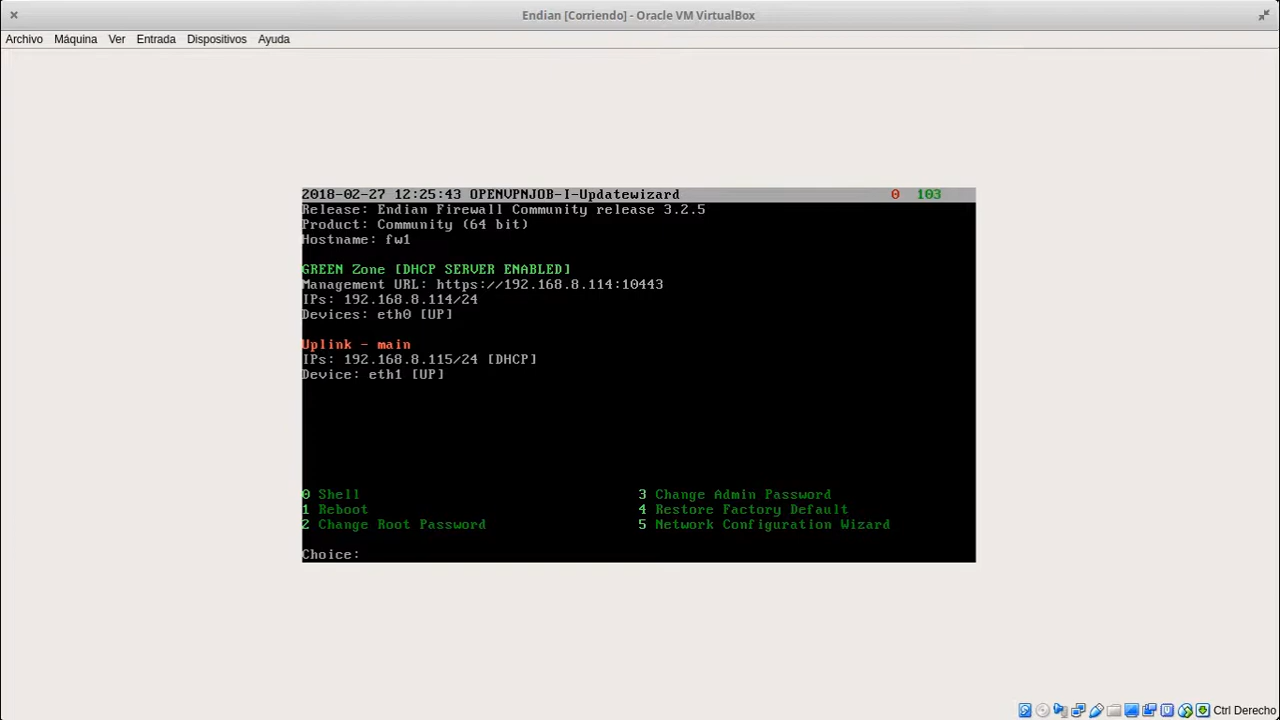 Endian [Corriendo] - Oracle VM VirtualBox
Archivo Máquina Ver Entrada Dispositivos Ayuda
2018-02-27 12:25:43 OPENVPNJOB-I-Updatewizard 0 103
Release: Endian Firewall Community release 3.2.5
Product: Community (64 bit)
Hostname: fw1
GREEN Zone [DHCP SERVER ENABLED]
Management URL: https://192.168.8.114:10443
IPs: 192.168.8.114/24
Devices: eth0 [UP]
Uplink - main
IPs: 192.168.8.115/24 [DHCP]
Device: eth1 [UP]
0 Shell 3 Change Admin Password
1 Reboot 4 Restore Factory Default
2 Change Root Password 5 Network Configuration Wizard
Choice:
Ctrl Derecho